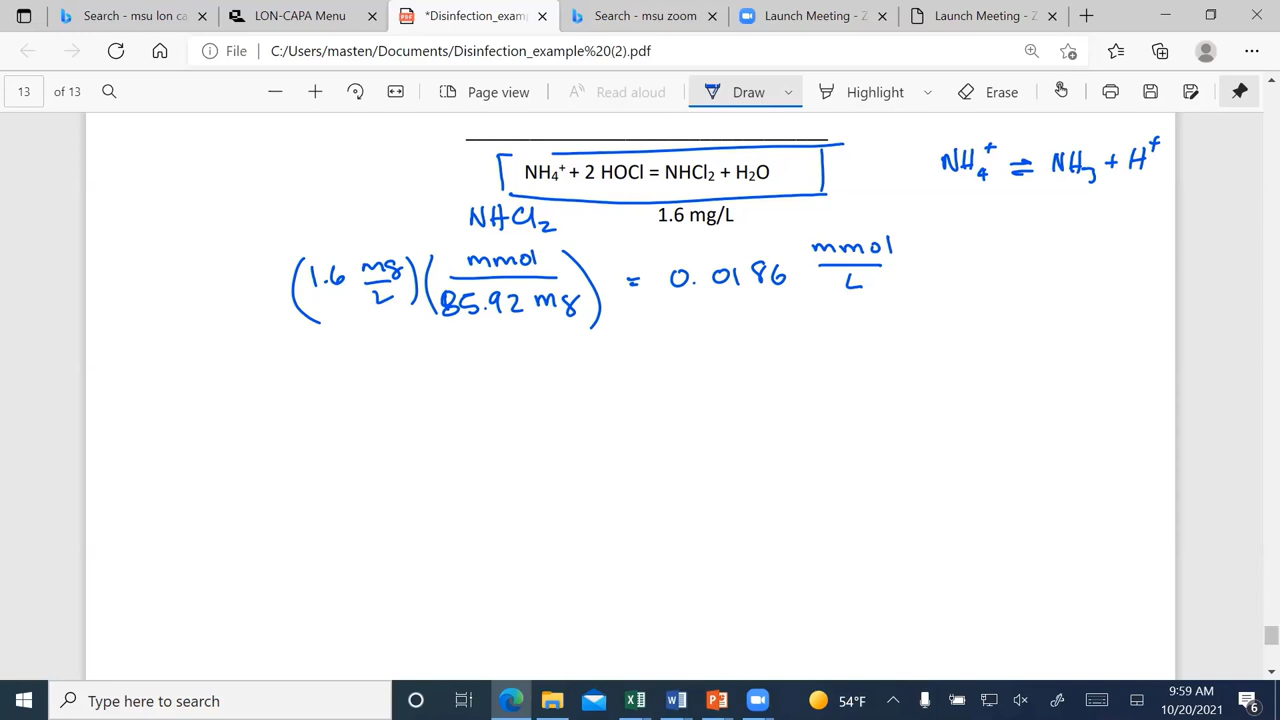 Search - msu lon ca
LON-CAPA Menu
*Disinfection_exam
Search - msu zoom
Launch Meeting - Z
Launch Meeting - Z
File
C:/Users/masten/Documents/Disinfection_example%20(2).pdf
13 of 13
Page view
Read aloud
Draw
Highlight
Erase
NH4+ + 2 HOCl = NHCl2 + H2O
NH4+ ⇌ NH3 + H+
NHCl2
1.6 mg/L
(1.6 mg/L)(mmol/85.92 mg) = 0.0186 mmol/L
Type here to search
54°F
9:59 AM
10/20/2021
6